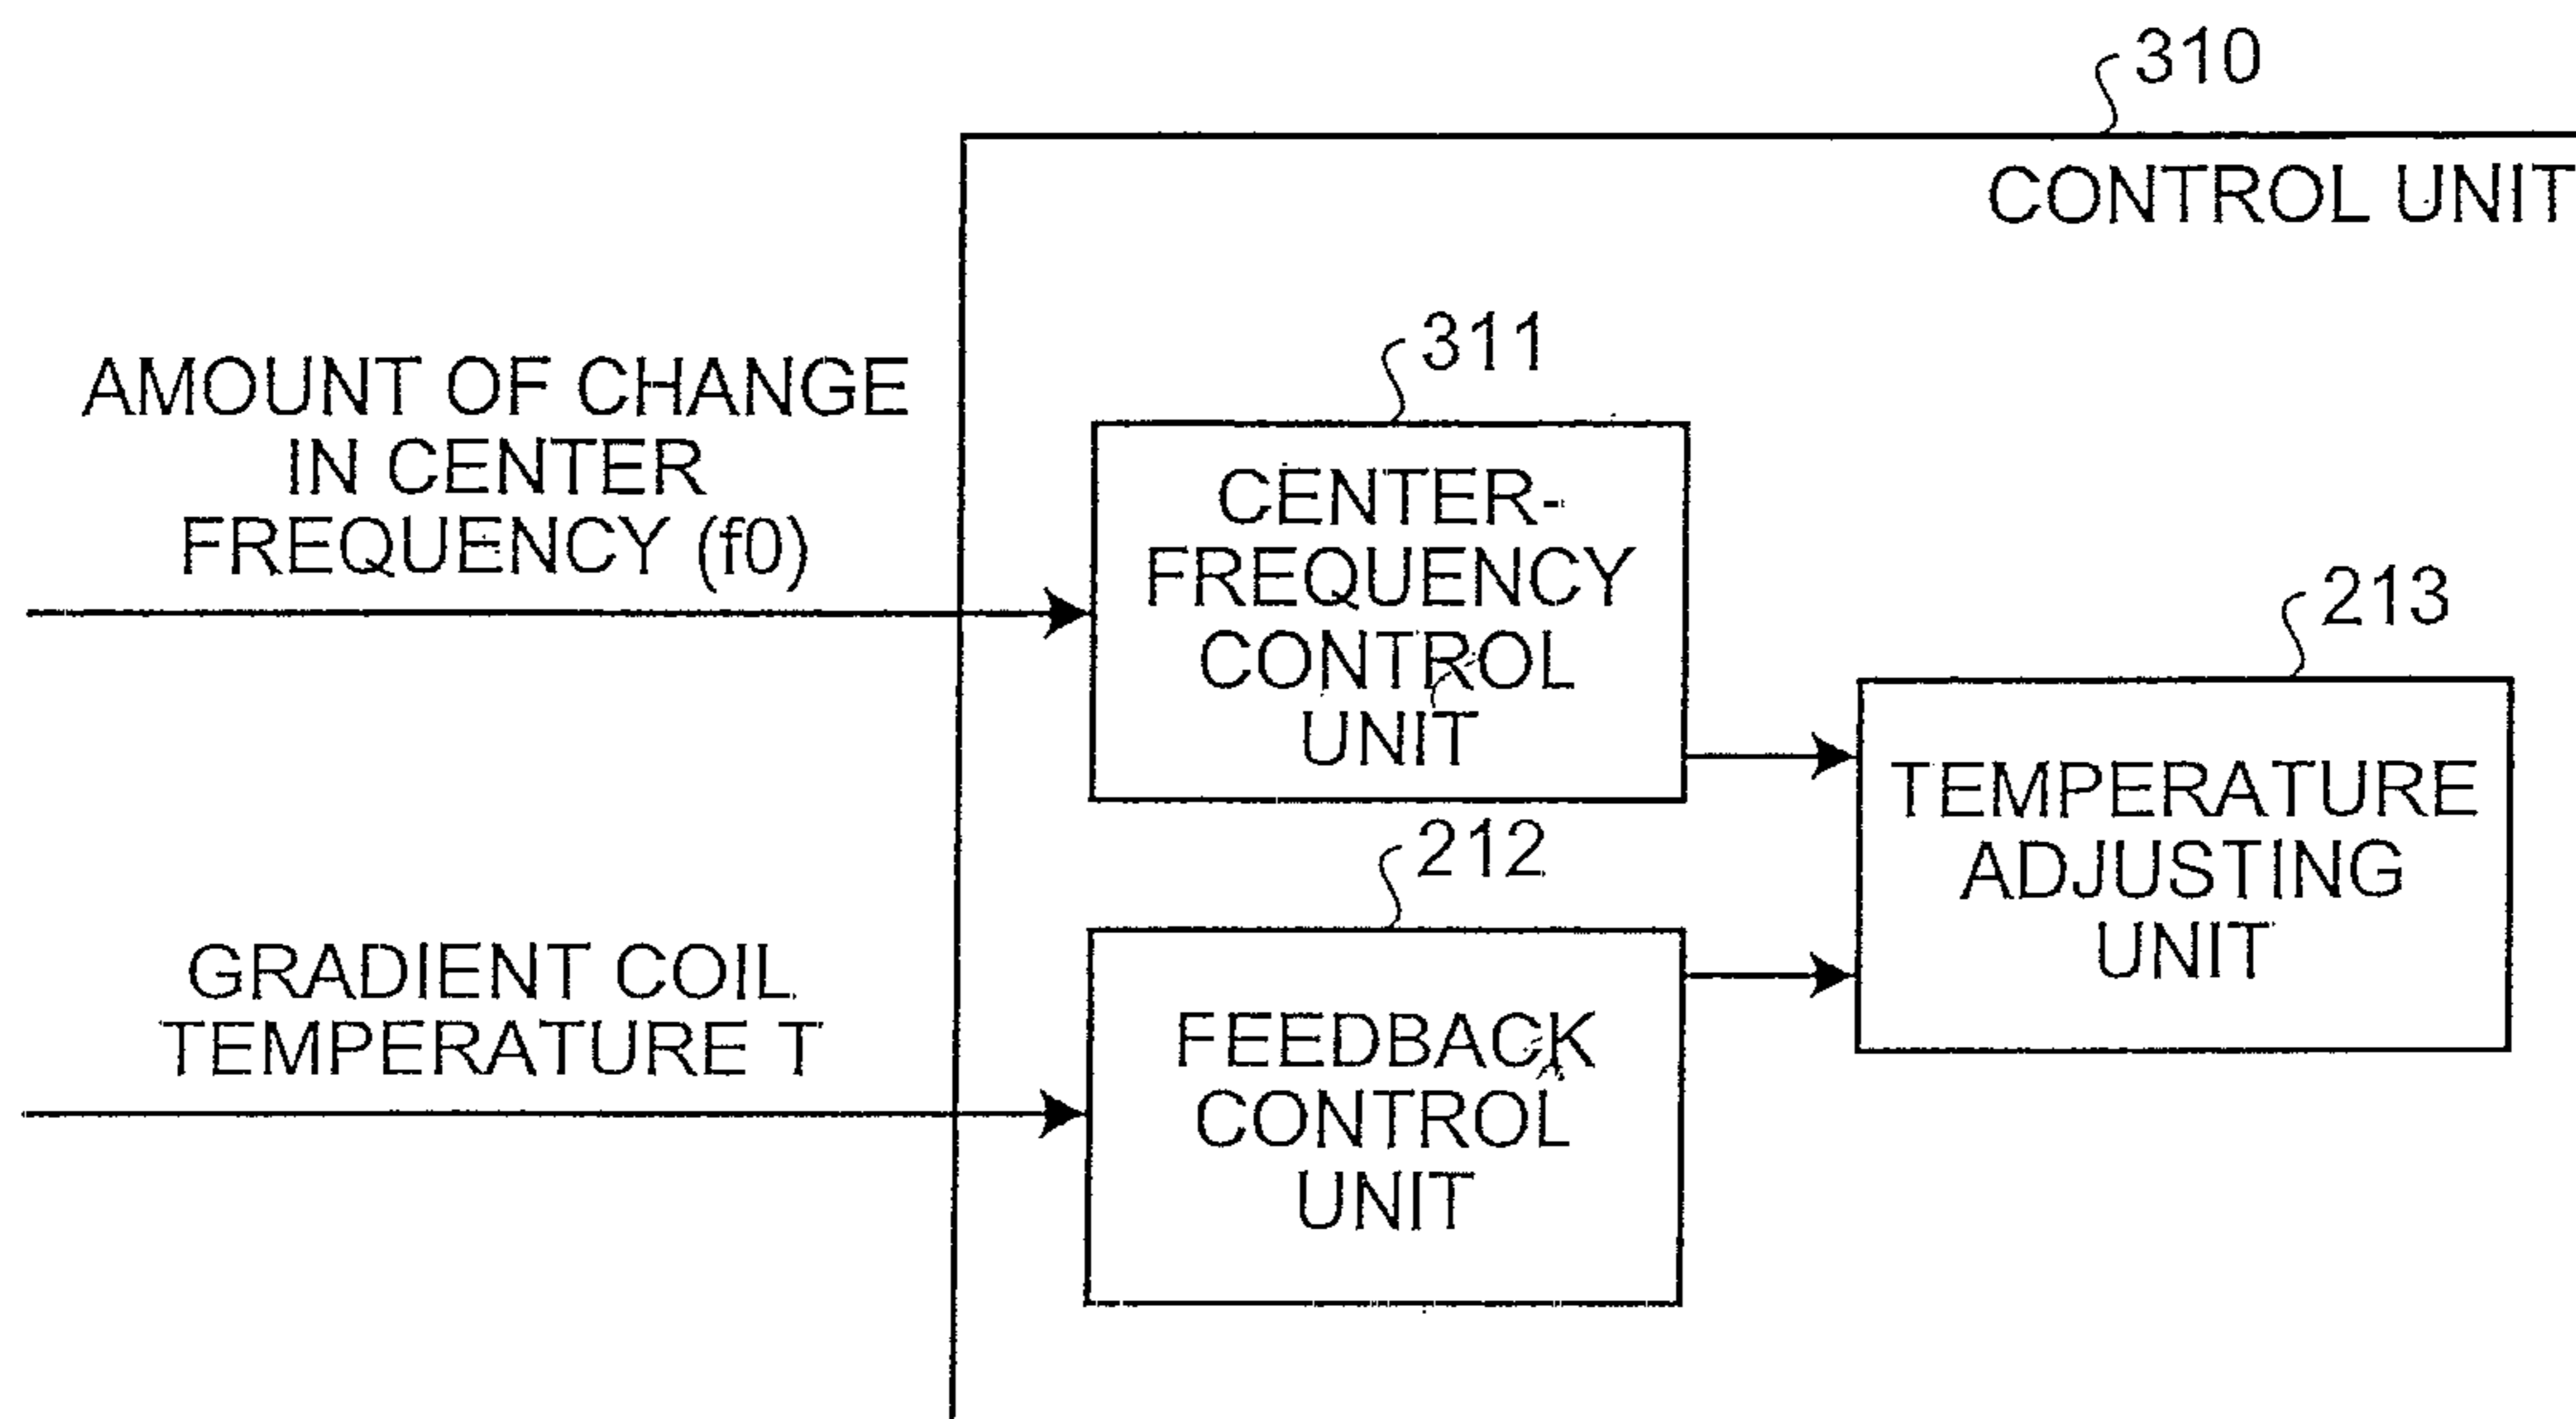 310
CONTROL UNIT
AMOUNT OF CHANGE
IN CENTER
FREQUENCY (f0)
311
CENTER-
FREQUENCY
CONTROL
UNIT
213
TEMPERATURE
ADJUSTING
UNIT
GRADIENT COIL
TEMPERATURE T
212
FEEDBACK
CONTROL
UNIT